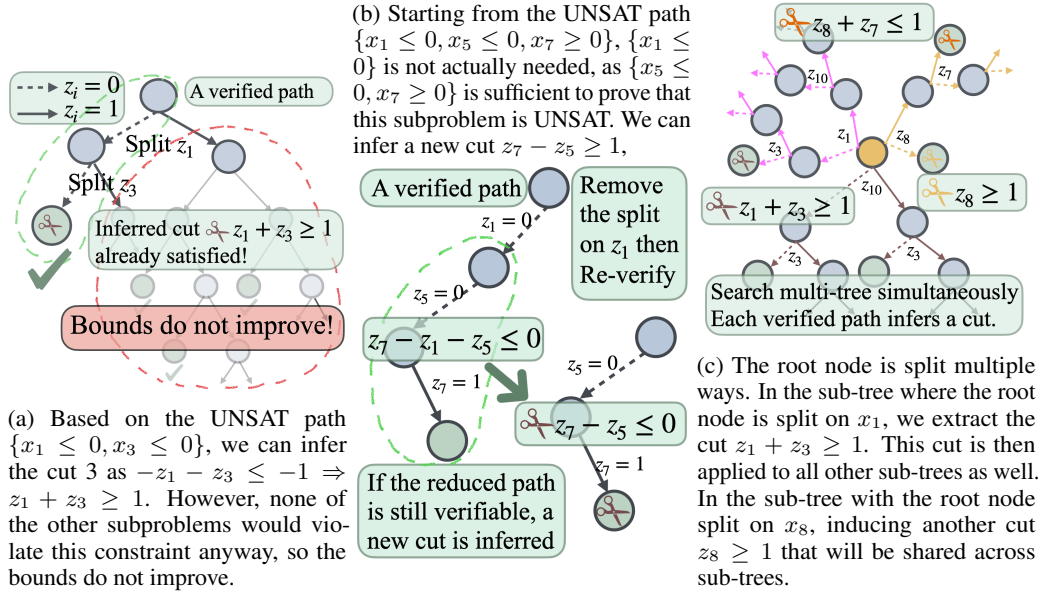 z_i = 0
z_i = 1
A verified path
Split z_1
Split z_3
Inferred cut z_1 + z_3 ≥ 1
already satisfied!
Bounds do not improve!
(a) Based on the UNSAT path
{x_1 ≤ 0, x_3 ≤ 0}, we can infer
the cut 3 as −z_1 − z_3 ≤ −1 ⇒
z_1 + z_3 ≥ 1. However, none of
the other subproblems would vio-
late this constraint anyway, so the
bounds do not improve.
(b) Starting from the UNSAT path
{x_1 ≤ 0, x_5 ≤ 0, x_7 ≥ 0}, {x_1 ≤
0} is not actually needed, as {x_5 ≤
0, x_7 ≥ 0} is sufficient to prove that
this subproblem is UNSAT. We can
infer a new cut z_7 − z_5 ≥ 1,
A verified path
Remove
the split
on z_1 then
Re-verify
z_1 = 0
z_5 = 0
z_7 − z_1 − z_5 ≤ 0
z_7 = 1
z_5 = 0
z_7 − z_5 ≤ 0
z_7 = 1
If the reduced path
is still verifiable, a
new cut is inferred
z_8 + z_7 ≤ 1
z_10
z_7
z_1
z_8
z_3
z_10
z_1 + z_3 ≥ 1
z_8 ≥ 1
z_3
z_3
Search multi-tree simultaneously
Each verified path infers a cut.
(c) The root node is split multiple
ways. In the sub-tree where the root
node is split on x_1, we extract the
cut z_1 + z_3 ≥ 1. This cut is then
applied to all other sub-trees as well.
In the sub-tree with the root node
split on x_8, inducing another cut
z_8 ≥ 1 that will be shared across
sub-trees.